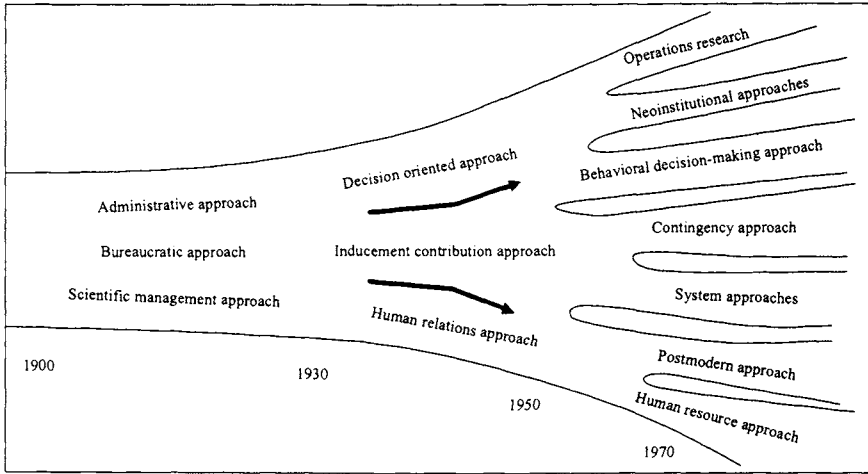 Operations research
Neoinstitutional approaches
Decision oriented approach
Behavioral decision-making approach
Administrative approach
Contingency approach
Bureaucratic approach
Inducement contribution approach
Scientific management approach
System approaches
Human relations approach
Postmodern approach
1900
1930
1950
Human resource approach
1970